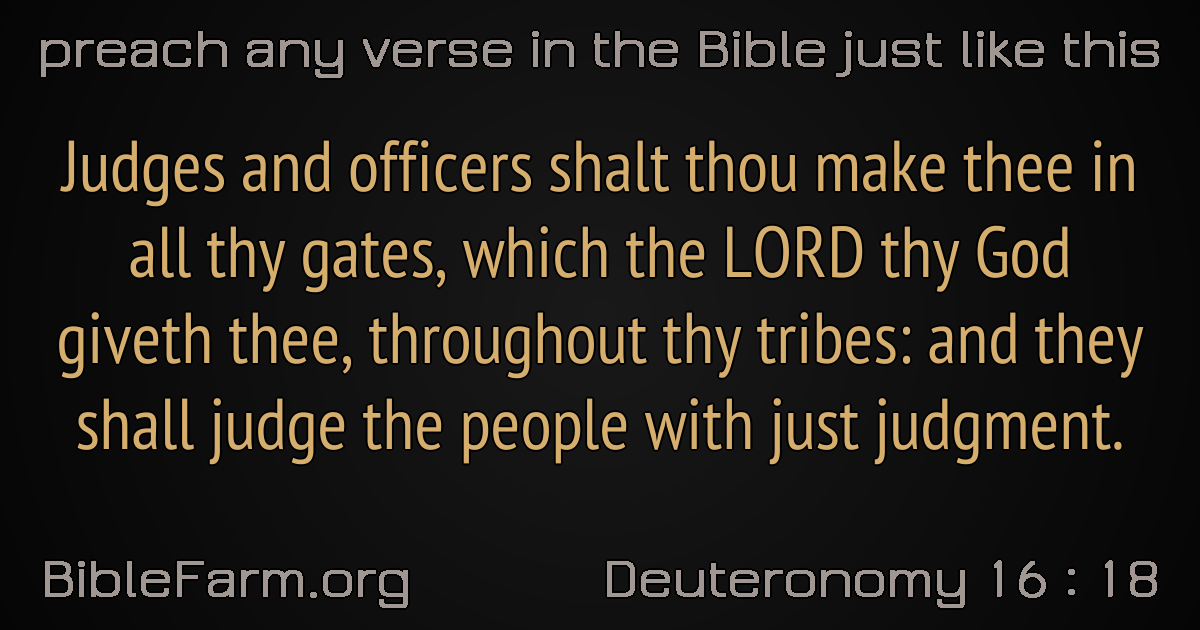 preach any verse in the Bible just like this
Judges and officers shalt thou make thee in
all thy gates, which the LORD thy God
giveth thee, throughout thy tribes: and they
shall judge the people with just judgment.
BibleFarm.org
Deuteronomy 16 : 18